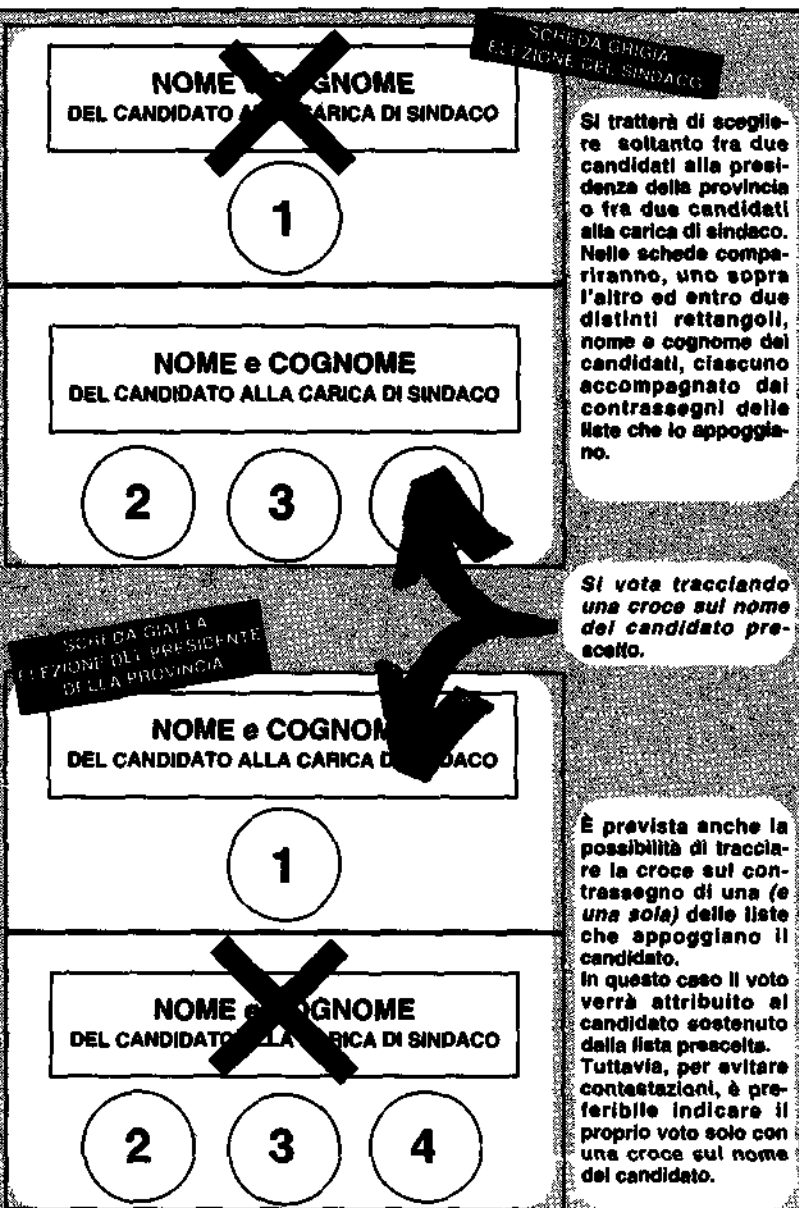 SCHEDA GRIGIA
ELEZIONE DEL SINDACO
NOME COGNOME
DEL CANDIDATO CARICA DI SINDACO
1
NOME e COGNOME
DEL CANDIDATO ALLA CARICA DI SINDACO
2 3
Si tratterà di sceglie-
re soltanto fra due
candidati alla presi-
denza della provincia
o fra due candidati
alla carica di sindaco.
Nelle schede compa-
riranno, uno sopra
l'altro ed entro due
distinti rettangoli,
nome e cognome dei
candidati, ciascuno
accompagnato dai
contrassegni delle
liste che lo appoggia-
no.
Si vota tracciando
una croce sul nome
del candidato pre-
scelto.
SCHEDA GIALLA
ELEZIONE DEL PRESIDENTE
DELLA PROVINCIA
NOME e COGNOME
DEL CANDIDATO ALLA CARICA DI SINDACO
1
NOME e COGNOME
DEL CANDIDATO ALLA CARICA DI SINDACO
2 3 4
È prevista anche la
possibilità di traccia-
re la croce sul con-
trassegno di una (e
una sola) delle liste
che appoggiano il
candidato.
In questo caso il voto
verrà attribuito al
candidato sostenuto
dalla lista prescelta.
Tuttavia, per evitare
contestazioni, è pre-
feribile indicare il
proprio voto solo con
una croce sul nome
del candidato.